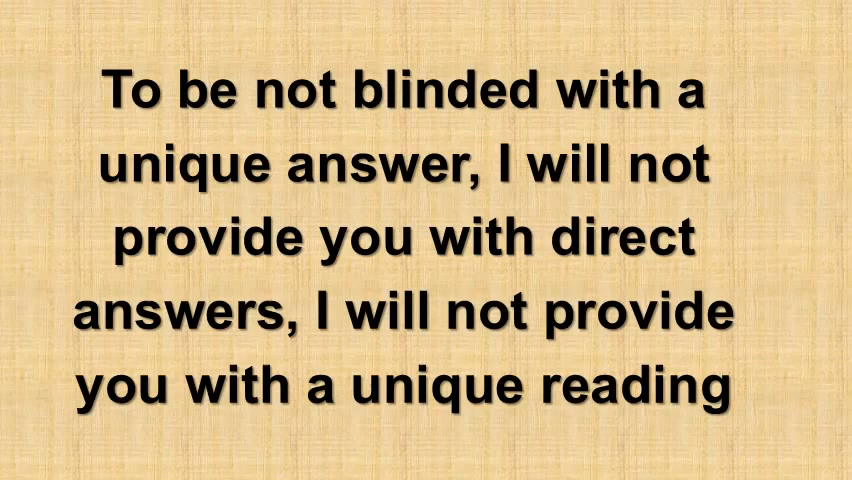 To be not blinded with a
unique answer, I will not
provide you with direct
answers, I will not provide
you with a unique reading